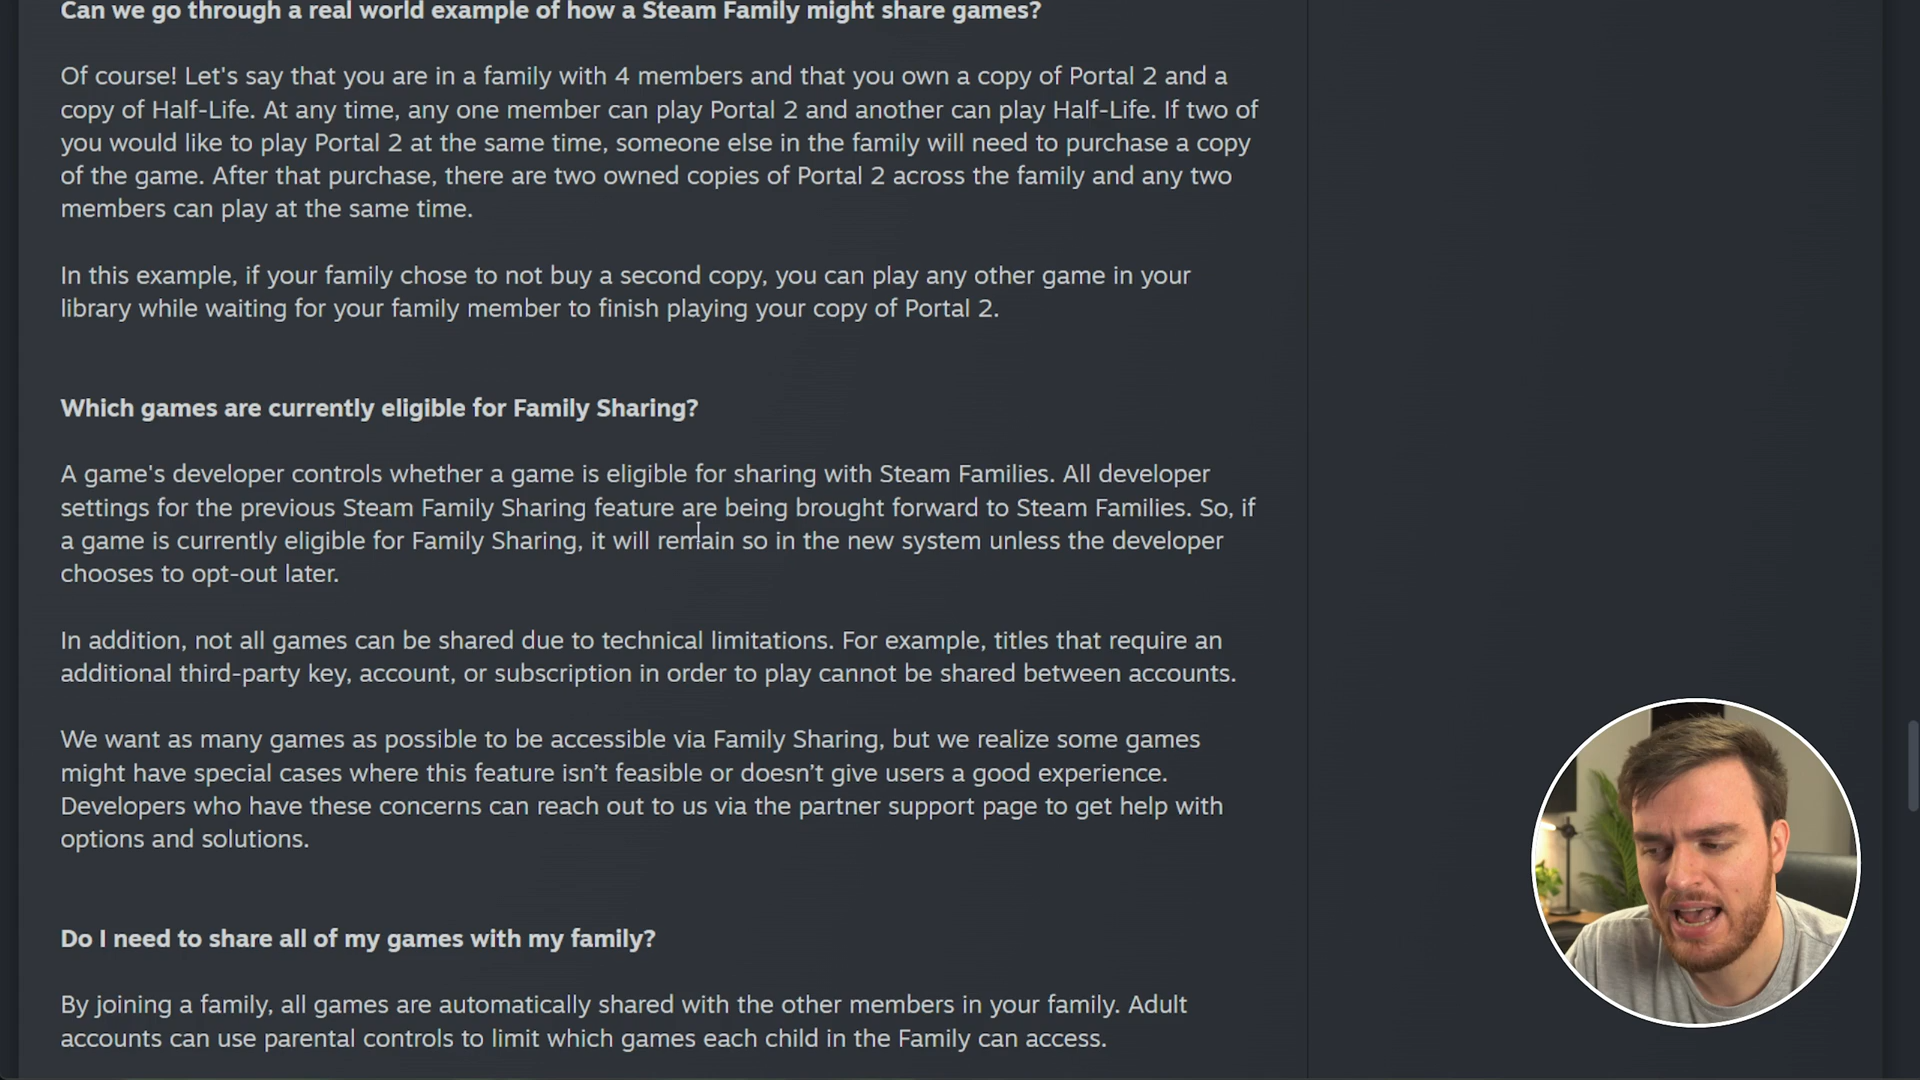 Can we go through a real world example of how a Steam Family might share games?
Of course! Let's say that you are in a family with 4 members and that you own a copy of Portal 2 and a
copy of Half-Life. At any time, any one member can play Portal 2 and another can play Half-Life. If two of
you would like to play Portal 2 at the same time, someone else in the family will need to purchase a copy
of the game. After that purchase, there are two owned copies of Portal 2 across the family and any two
members can play at the same time.
In this example, if your family chose to not buy a second copy, you can play any other game in your
library while waiting for your family member to finish playing your copy of Portal 2.
Which games are currently eligible for Family Sharing?
A game's developer controls whether a game is eligible for sharing with Steam Families. All developer
settings for the previous Steam Family Sharing feature are being brought forward to Steam Families. So, if
a game is currently eligible for Family Sharing, it will remain so in the new system unless the developer
chooses to opt-out later.
In addition, not all games can be shared due to technical limitations. For example, titles that require an
additional third-party key, account, or subscription in order to play cannot be shared between accounts.
We want as many games as possible to be accessible via Family Sharing, but we realize some games
might have special cases where this feature isn’t feasible or doesn’t give users a good experience.
Developers who have these concerns can reach out to us via the partner support page to get help with
options and solutions.
Do I need to share all of my games with my family?
By joining a family, all games are automatically shared with the other members in your family. Adult
accounts can use parental controls to limit which games each child in the Family can access.